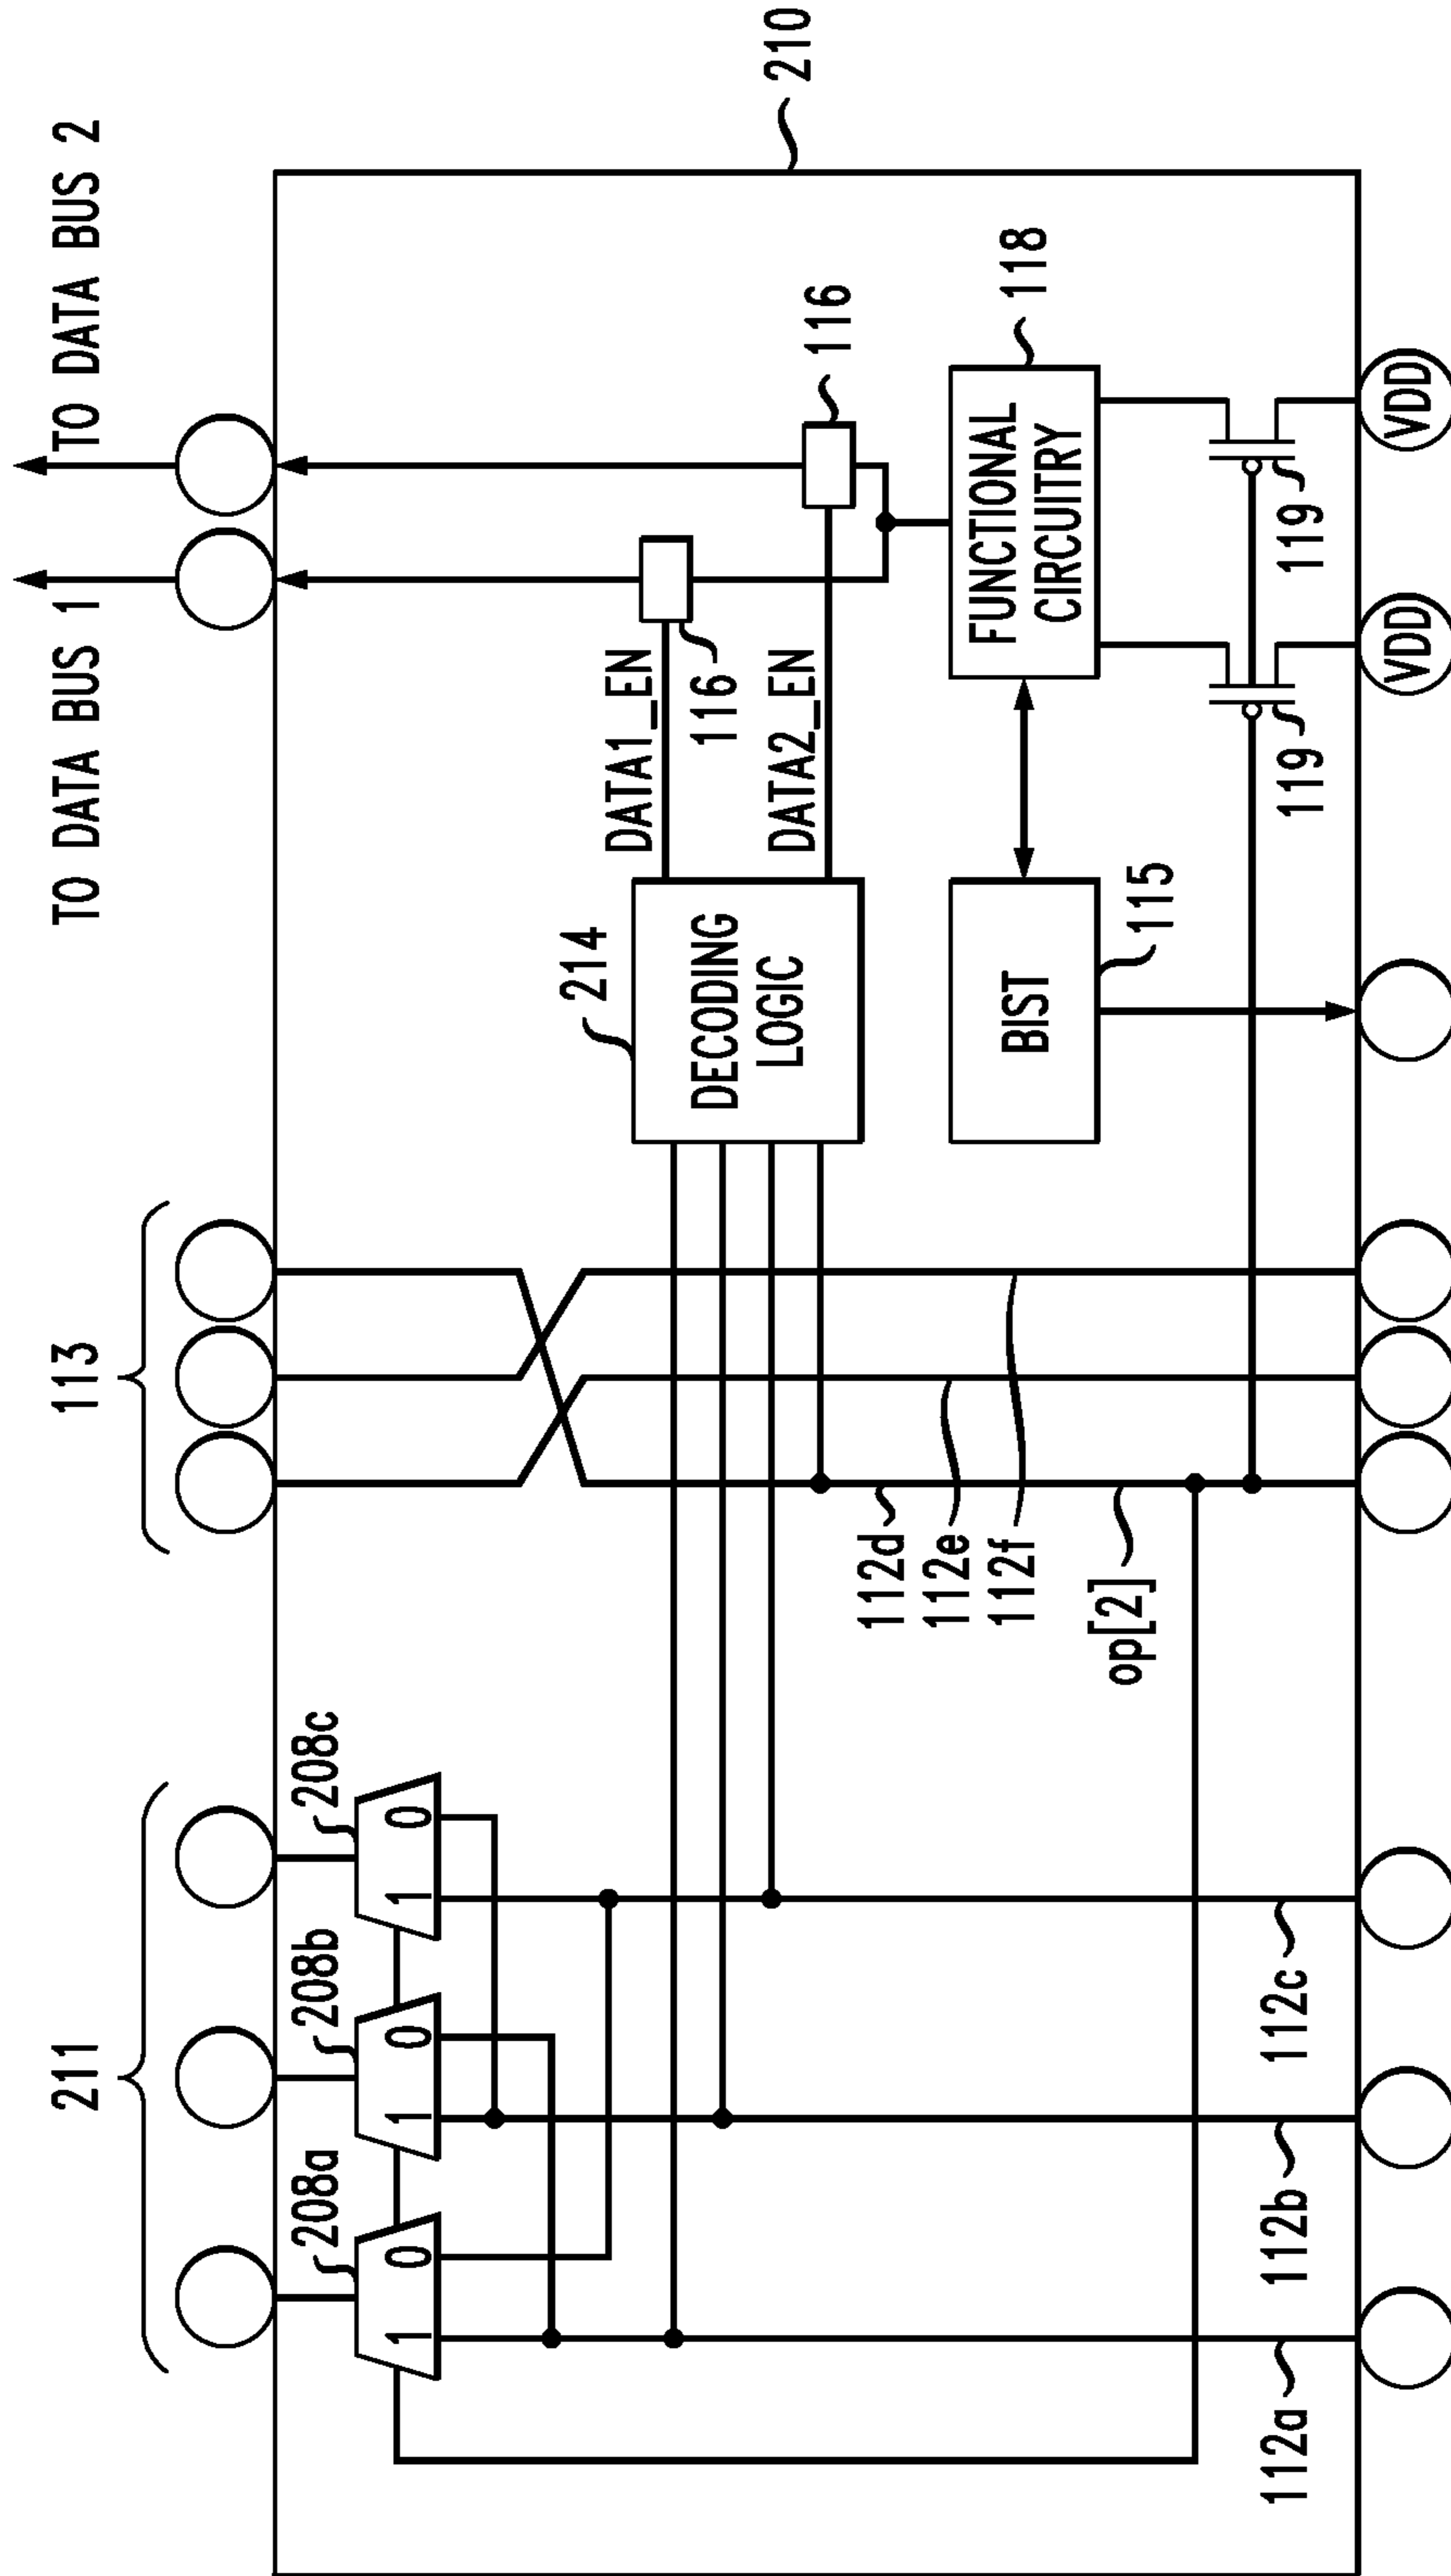 TO DATA BUS 1
TO DATA BUS 2
211
113
210
208a
208b
208c
1
0
1
0
1
0
214
DECODING
LOGIC
DATA1_EN
DATA2_EN
116
116
112d
112e
112f
op[2]
BIST
115
FUNCTIONAL
CIRCUITRY
118
119
119
112a
112b
112c
VDD
VDD